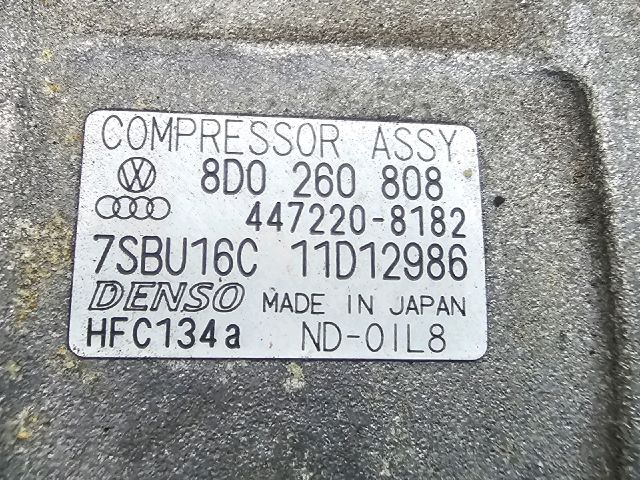 COMPRESSOR ASSY
8D0 260 808
447220-8182
7SBU16C 11D12986
DENSO MADE IN JAPAN
HFC134a ND-OIL8